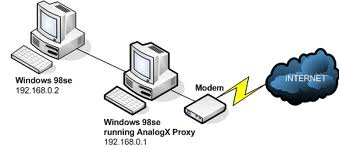 Windows 98se
192.168.0.2
Windows 98se
running AnalogX Proxy
192.168.0.1
Modem
INTERNET